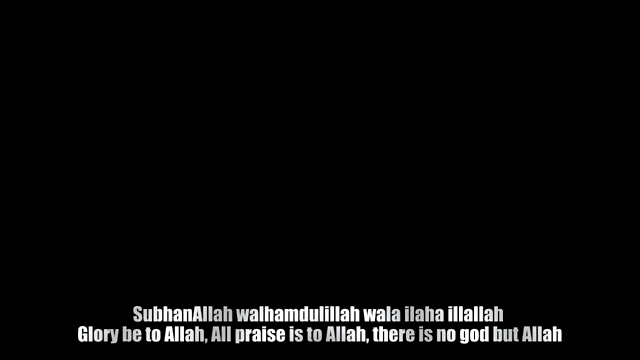 SubhanAllah walhamdulillah wala ilaha illallah
Glory be to Allah, All praise is to Allah, there is no god but Allah